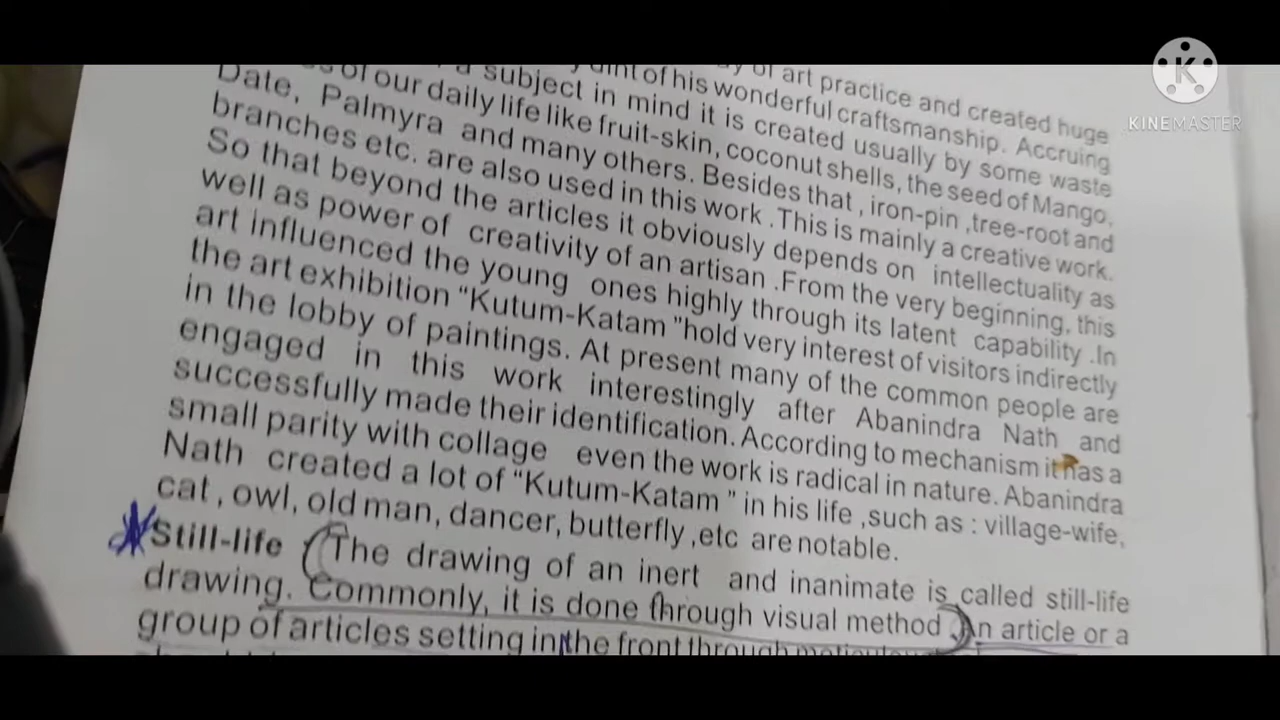 of art practice and created huge
dint of his wonderful craftsmanship. Accruing
a subject in mind it is created usually by some waste
of our daily life like fruit-skin, coconut shells, the seed of Mango,
Date, Palmyra and many others. Besides that , iron-pin ,tree-root and
branches etc. are also used in this work .This is mainly a creative work.
So that beyond the articles it obviously depends on intellectuality as
well as power of creativity of an artisan .From the very beginning, this
art influenced the young ones highly through its latent capability .In
the art exhibition “Kutum-Katam ”hold very interest of visitors indirectly
in the lobby of paintings. At present many of the common people are
engaged in this work interestingly after Abanindra Nath and
successfully made their identification. According to mechanism it has a
small parity with collage even the work is radical in nature. Abanindra
Nath created a lot of “Kutum-Katam ” in his life ,such as : village-wife,
cat , owl, old man, dancer, butterfly ,etc are notable.
Still-life : The drawing of an inert and inanimate is called still-life
drawing. Commonly, it is done through visual method . An article or a
group of articles setting in the front through
KINEMASTER